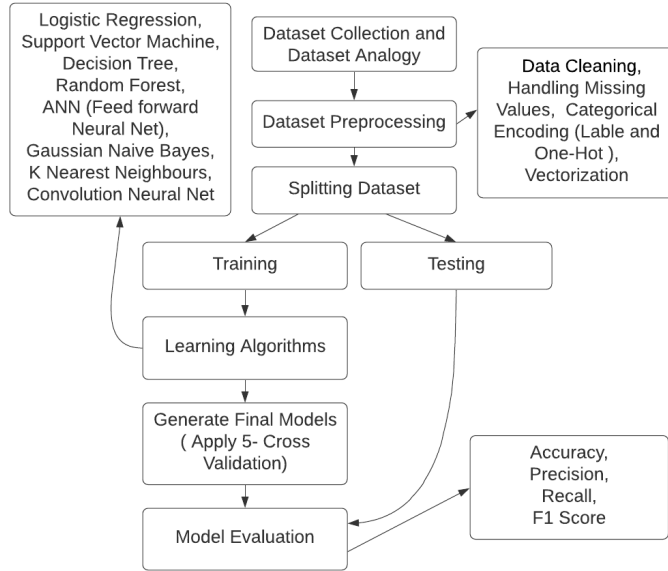 Logistic Regression,
Support Vector Machine,
Decision Tree,
Random Forest,
ANN (Feed forward
Neural Net),
Gaussian Naive Bayes,
K Nearest Neighbours,
Convolution Neural Net
Dataset Collection and
Dataset Analogy
Data Cleaning,
Handling Missing
Values, Categorical
Encoding (Lable and
One-Hot ),
Vectorization
Dataset Preprocessing
Splitting Dataset
Training
Testing
Learning Algorithms
Generate Final Models
( Apply 5- Cross
Validation)
Accuracy,
Precision,
Recall,
F1 Score
Model Evaluation